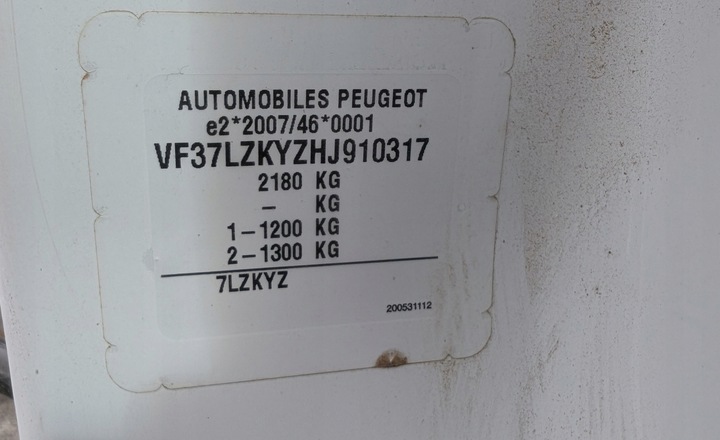 AUTOMOBILES PEUGEOT
e2*2007/46*0001
VF37LZKYZHJ910317
2180 KG
– KG
1–1200 KG
2–1300 KG
7LZKYZ
200531112